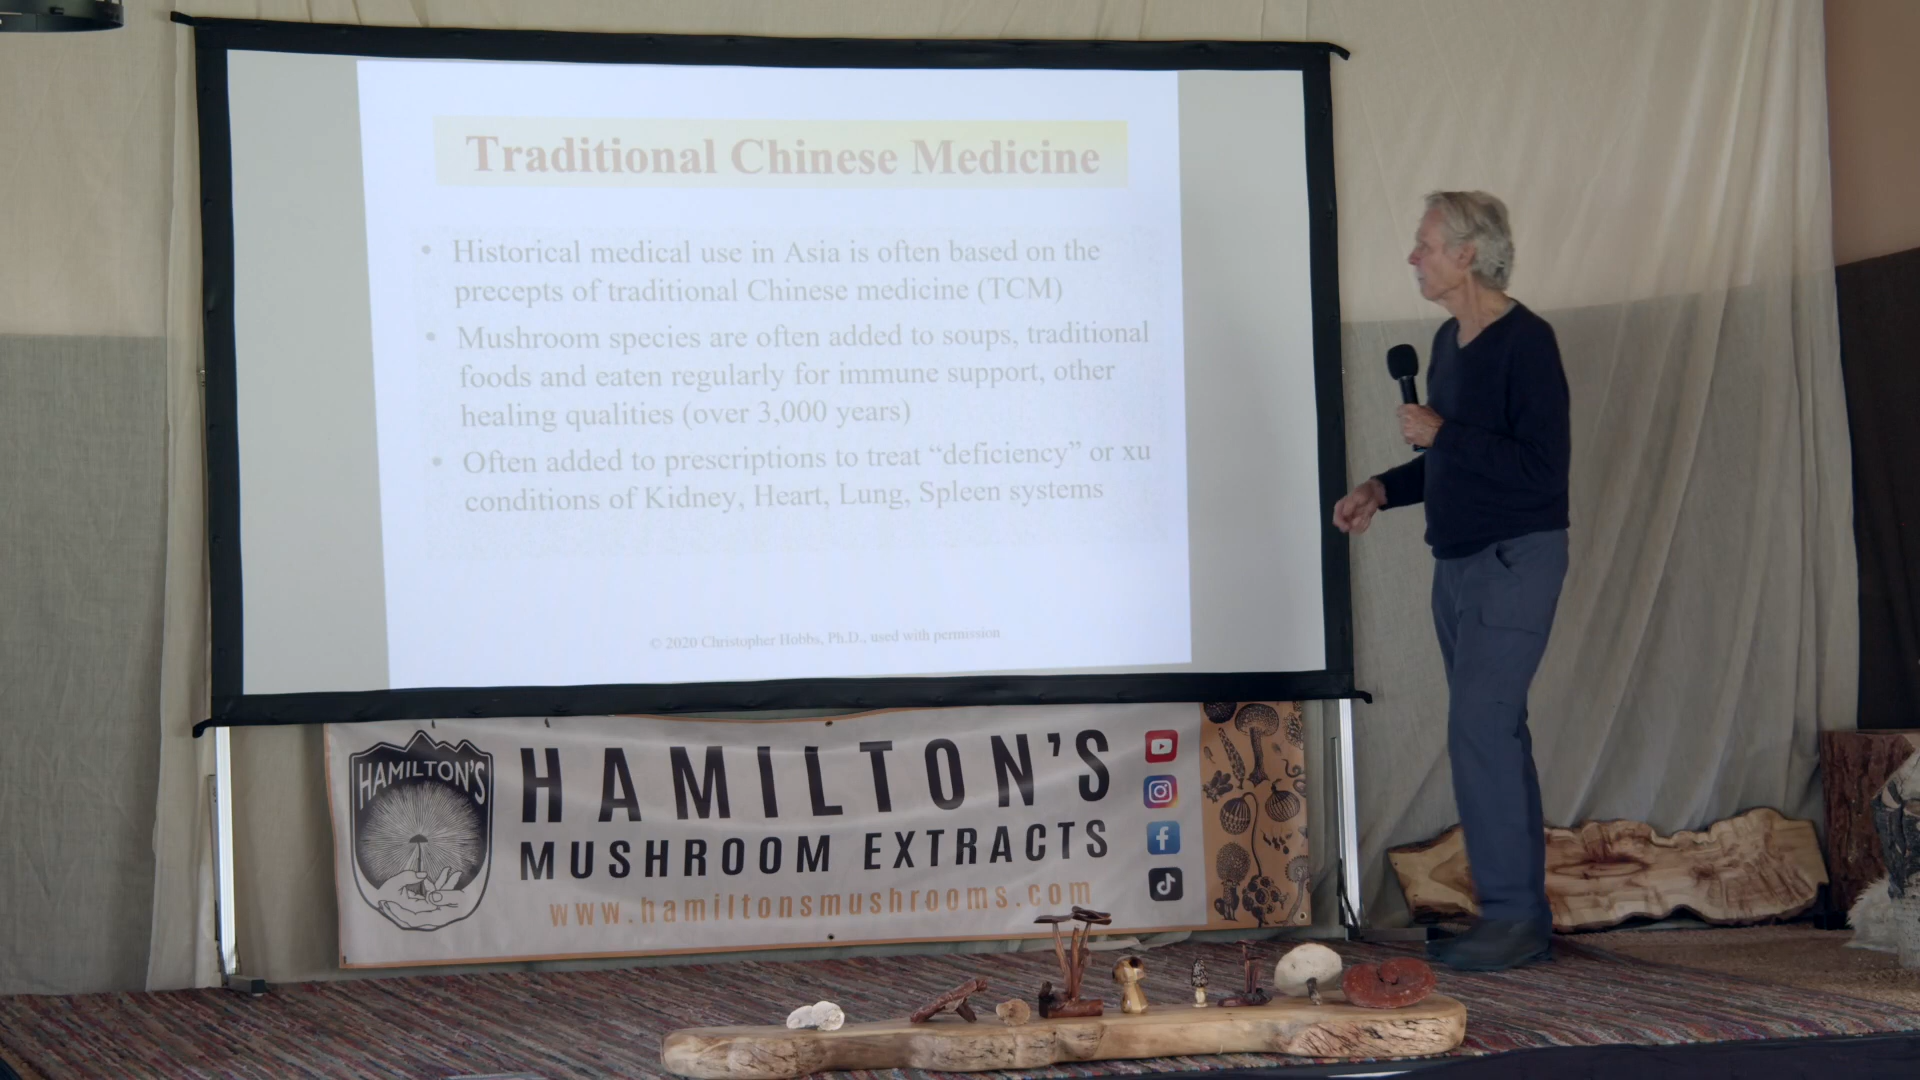 Traditional Chinese Medicine
• Historical medical use in Asia is often based on the
precepts of traditional Chinese medicine (TCM)
• Mushroom species are often added to soups, traditional
foods and eaten regularly for immune support, other
healing qualities (over 3,000 years)
• Often added to prescriptions to treat “deficiency” or xu
conditions of Kidney, Heart, Lung, Spleen systems
© 2020 Christopher Hobbs, Ph.D., used with permission
HAMILTON'S
HAMILTON'S
MUSHROOM EXTRACTS
www.hamiltonsmushrooms.com